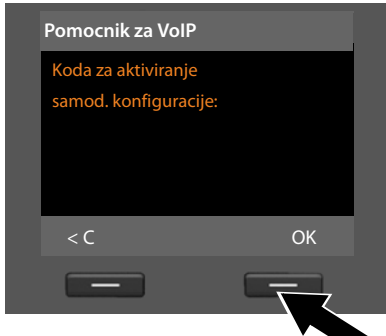 Pomocnik za VoIP
Koda za aktiviranje
samod. konfiguracije:
< C OK